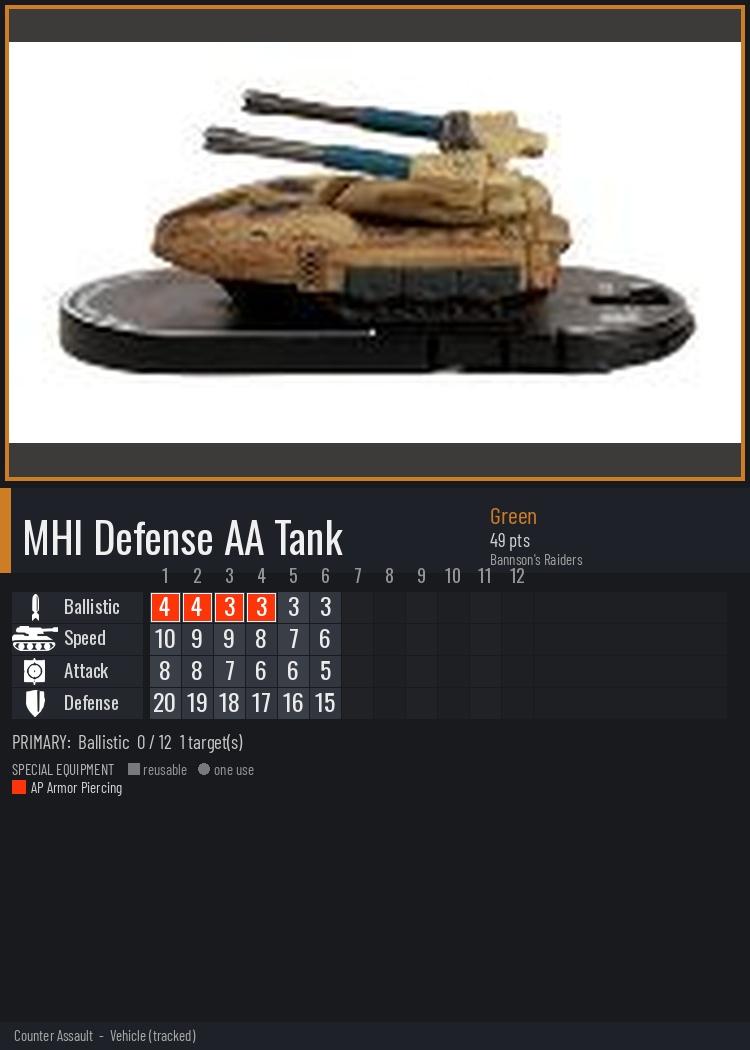 MHI Defense AA Tank
Green
49 pts
Bannson's Raiders
1 2 3 4 5 6 7 8 9 10 11 12
Ballistic 4 4 3 3 3 3
Speed 10 9 9 8 7 6
Attack 8 8 7 6 6 5
Defense 20 19 18 17 16 15
PRIMARY: Ballistic 0 / 12 1 target(s)
SPECIAL EQUIPMENT reusable one use
AP Armor Piercing
Counter Assault - Vehicle (tracked)